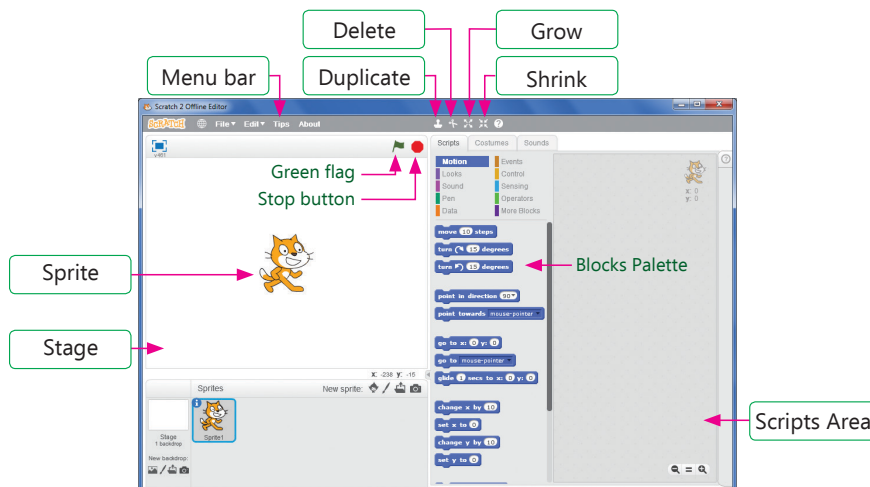 Delete
Grow
Menu bar
Duplicate
Shrink
Scratch 2 Offline Editor
SCRATCH File Edit Tips About
v461
Scripts Costumes Sounds
Green flag
Stop button
Motion Events
Looks Control
Sound Sensing
Pen Operators
Data More Blocks
x: 0
y: 0
move 10 steps
turn 15 degrees
turn 15 degrees
Blocks Palette
Sprite
point in direction 90
point towards mouse-pointer
Stage
go to x: 0 y: 0
go to mouse-pointer
glide 1 secs to x: 0 y: 0
X: -238 y: -15
Sprites New sprite:
change x by 10
set x to 0
change y by 10
set y to 0
Scripts Area
Stage
1 backdrop
Sprite1
New backdrop: